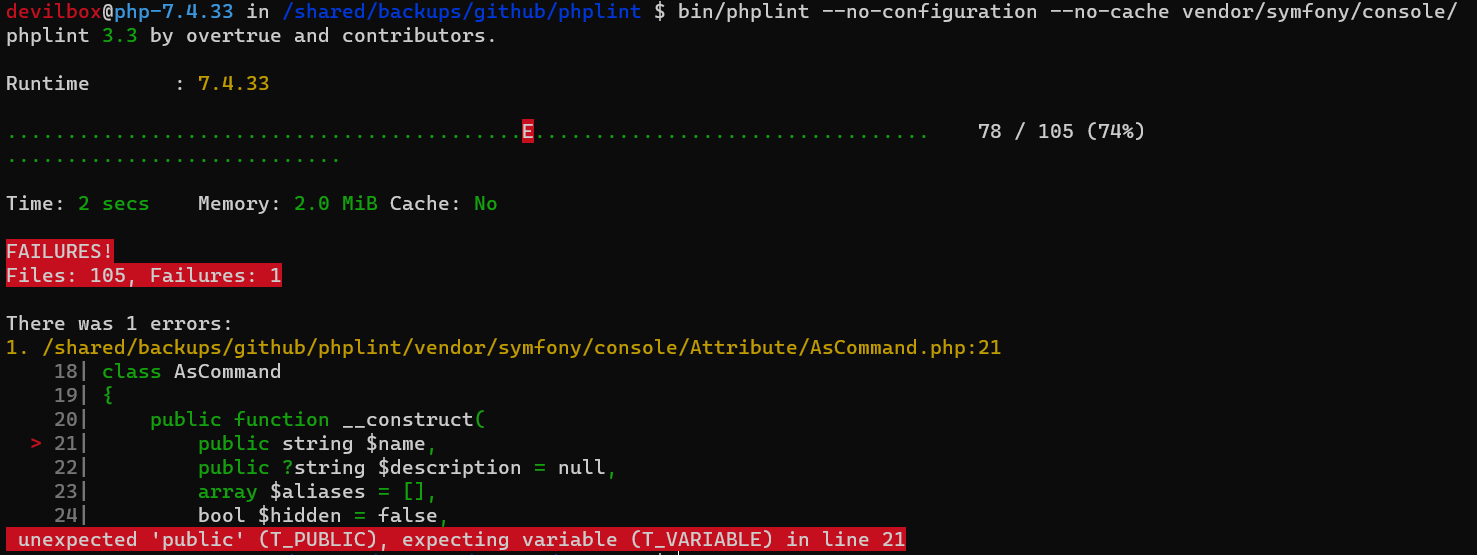 devilbox@php-7.4.33 in /shared/backups/github/phplint $ bin/phplint --no-configuration --no-cache vendor/symfony/console/
phplint 3.3 by overtrue and contributors.
Runtime : 7.4.33
...........................................E................................. 78 / 105 (74%)
............................
Time: 2 secs Memory: 2.0 MiB Cache: No
FAILURES!
Files: 105, Failures: 1
There was 1 errors:
1. /shared/backups/github/phplint/vendor/symfony/console/Attribute/AsCommand.php:21
18| class AsCommand
19| {
20| public function __construct(
> 21| public string $name,
22| public ?string $description = null,
23| array $aliases = [],
24| bool $hidden = false,
unexpected 'public' (T_PUBLIC), expecting variable (T_VARIABLE) in line 21